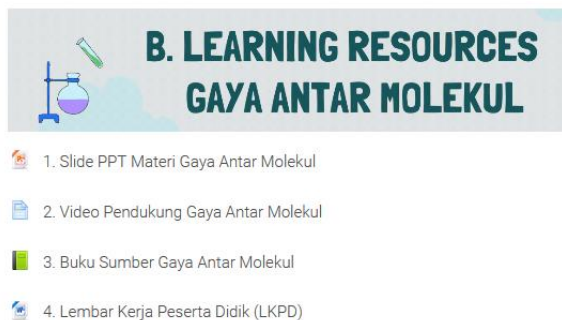 B. LEARNING RESOURCES
GAYA ANTAR MOLEKUL
1. Slide PPT Materi Gaya Antar Molekul
2. Video Pendukung Gaya Antar Molekul
3. Buku Sumber Gaya Antar Molekul
4. Lembar Kerja Peserta Didik (LKPD)